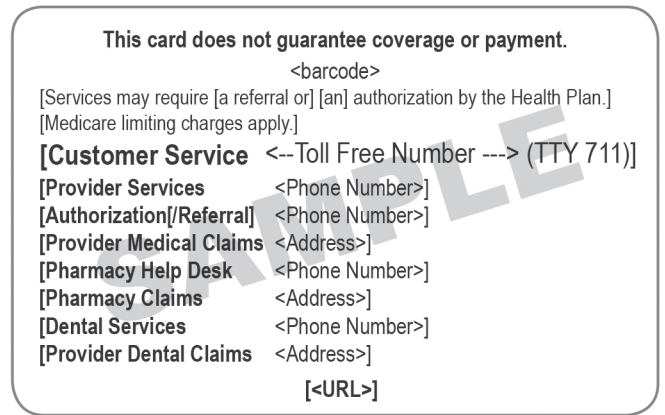 This card does not guarantee coverage or payment.
<barcode>
[Services may require [a referral or] [an] authorization by the Health Plan.]
[Medicare limiting charges apply.]
[Customer Service <--Toll Free Number ---> (TTY 711)]
[Provider Services <Phone Number>]
[Authorization[/Referral] <Phone Number>]
[Provider Medical Claims <Address>]
[Pharmacy Help Desk <Phone Number>]
[Pharmacy Claims <Address>]
[Dental Services <Phone Number>]
[Provider Dental Claims <Address>]
[<URL>]
SAMPLE